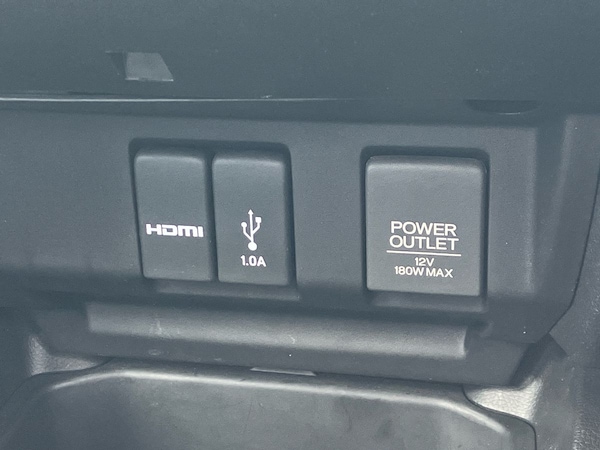 HDMI
1.0A
POWER
OUTLET
12V
180W MAX